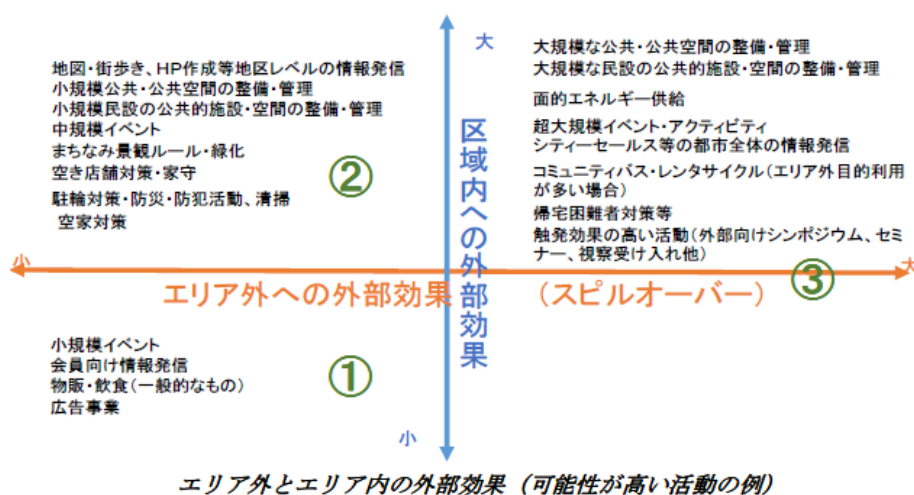 大
地図・街歩き、HP作成等地区レベルの情報発信
小規模公共・公共空間の整備・管理
小規模民設の公共的施設・空間の整備・管理
中規模イベント
まちなみ景観ルール・緑化
空き店舗対策・家守
駐輪対策・防災・防犯活動、清掃
空家対策
②
区域内への外部効果
大規模な公共・公共空間の整備・管理
大規模な民設の公共的施設・空間の整備・管理
面的エネルギー供給
超大規模イベント・アクティビティ
シティーセールス等の都市全体の情報発信
コミュニティバス・レンタサイクル(エリア外目的利用
が多い場合)
帰宅困難者対策等
触発効果の高い活動(外部向けシンポジウム、セミ
ナー、視察受け入れ他)
小
大
エリア外への外部効果 (スピルオーバー)
③
小規模イベント
会員向け情報発信
物販・飲食(一般的なもの)
広告事業
①
小
エリア外とエリア内の外部効果(可能性が高い活動の例)